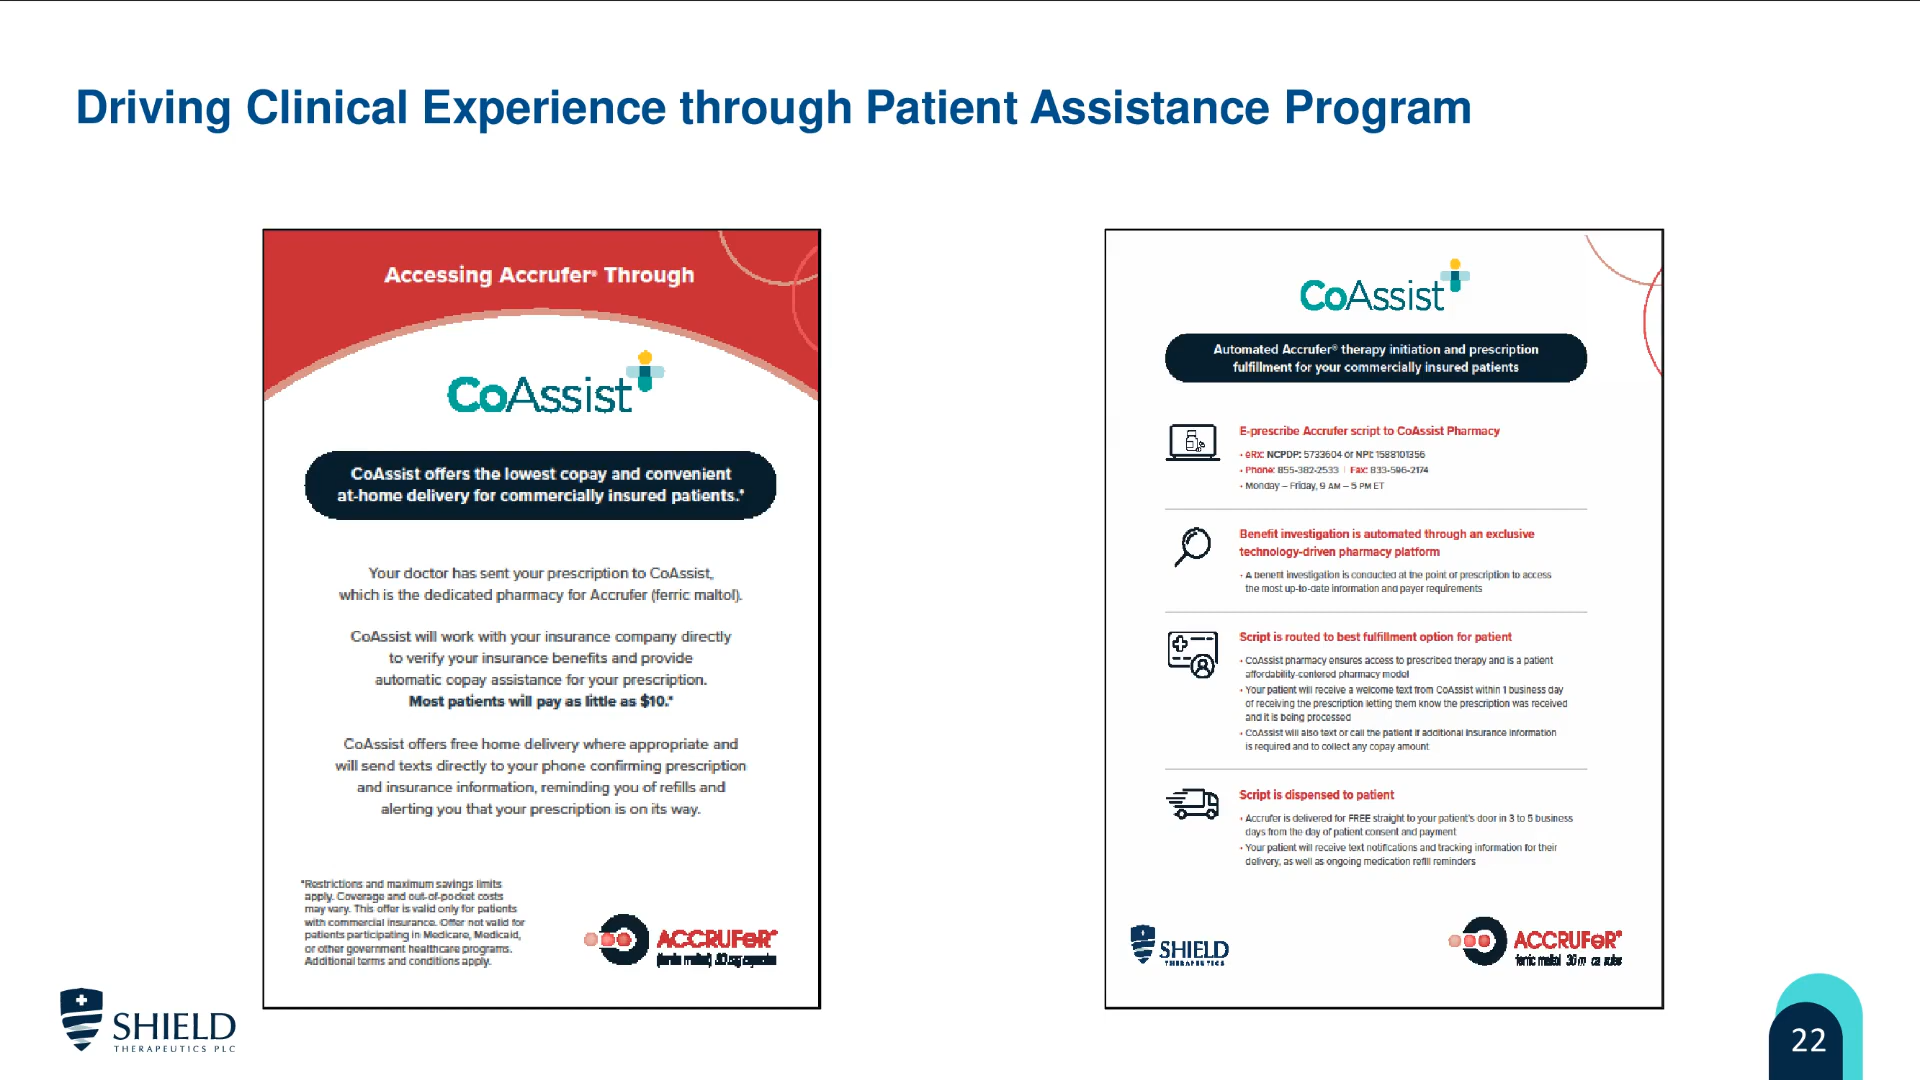 Driving Clinical Experience through Patient Assistance Program
Accessing Accrufer® Through
CoAssist
CoAssist offers the lowest copay and convenient
at-home delivery for commercially insured patients.*
Your doctor has sent your prescription to CoAssist,
which is the dedicated pharmacy for Accrufer (ferric maltol).
CoAssist will work with your insurance company directly
to verify your insurance benefits and provide
automatic copay assistance for your prescription.
Most patients will pay as little as $10.*
CoAssist offers free home delivery where appropriate and
will send texts directly to your phone confirming prescription
and insurance information, reminding you of refills and
alerting you that your prescription is on its way.
*Restrictions and maximum savings limits
apply. Coverage and out-of-pocket costs
may vary. This offer is valid only for patients
with commercial insurance. Offer not valid for
patients participating in Medicare, Medicaid,
or other government healthcare programs.
Additional terms and conditions apply.
ACCRUFeR®
(ferric maltol) 30 mg capsules
CoAssist
Automated Accrufer® therapy initiation and prescription
fulfillment for your commercially insured patients
E-prescribe Accrufer script to CoAssist Pharmacy
• eRx: NCPDP: 5733604 or NPI: 1588101356
• Phone: 855-382-2533 | Fax: 833-596-2174
• Monday – Friday, 9 AM – 5 PM ET
Benefit investigation is automated through an exclusive
technology-driven pharmacy platform
• A benefit investigation is conducted at the point of prescription to access
the most up-to-date information and payer requirements
Script is routed to best fulfillment option for patient
• CoAssist pharmacy ensures access to prescribed therapy and is a patient
affordability-centered pharmacy model
• Your patient will receive a welcome text from CoAssist within 1 business day
of receiving the prescription letting them know the prescription was received
and it is being processed
• CoAssist will also text or call the patient if additional insurance information
is required and to collect any copay amount
Script is dispensed to patient
• Accrufer is delivered for FREE straight to your patient's door in 3 to 5 business
days from the day of patient consent and payment
• Your patient will receive text notifications and tracking information for their
delivery, as well as ongoing medication refill reminders
SHIELD
THERAPEUTICS
ACCRUFeR®
ferric maltol
SHIELD
THERAPEUTICS PLC
22